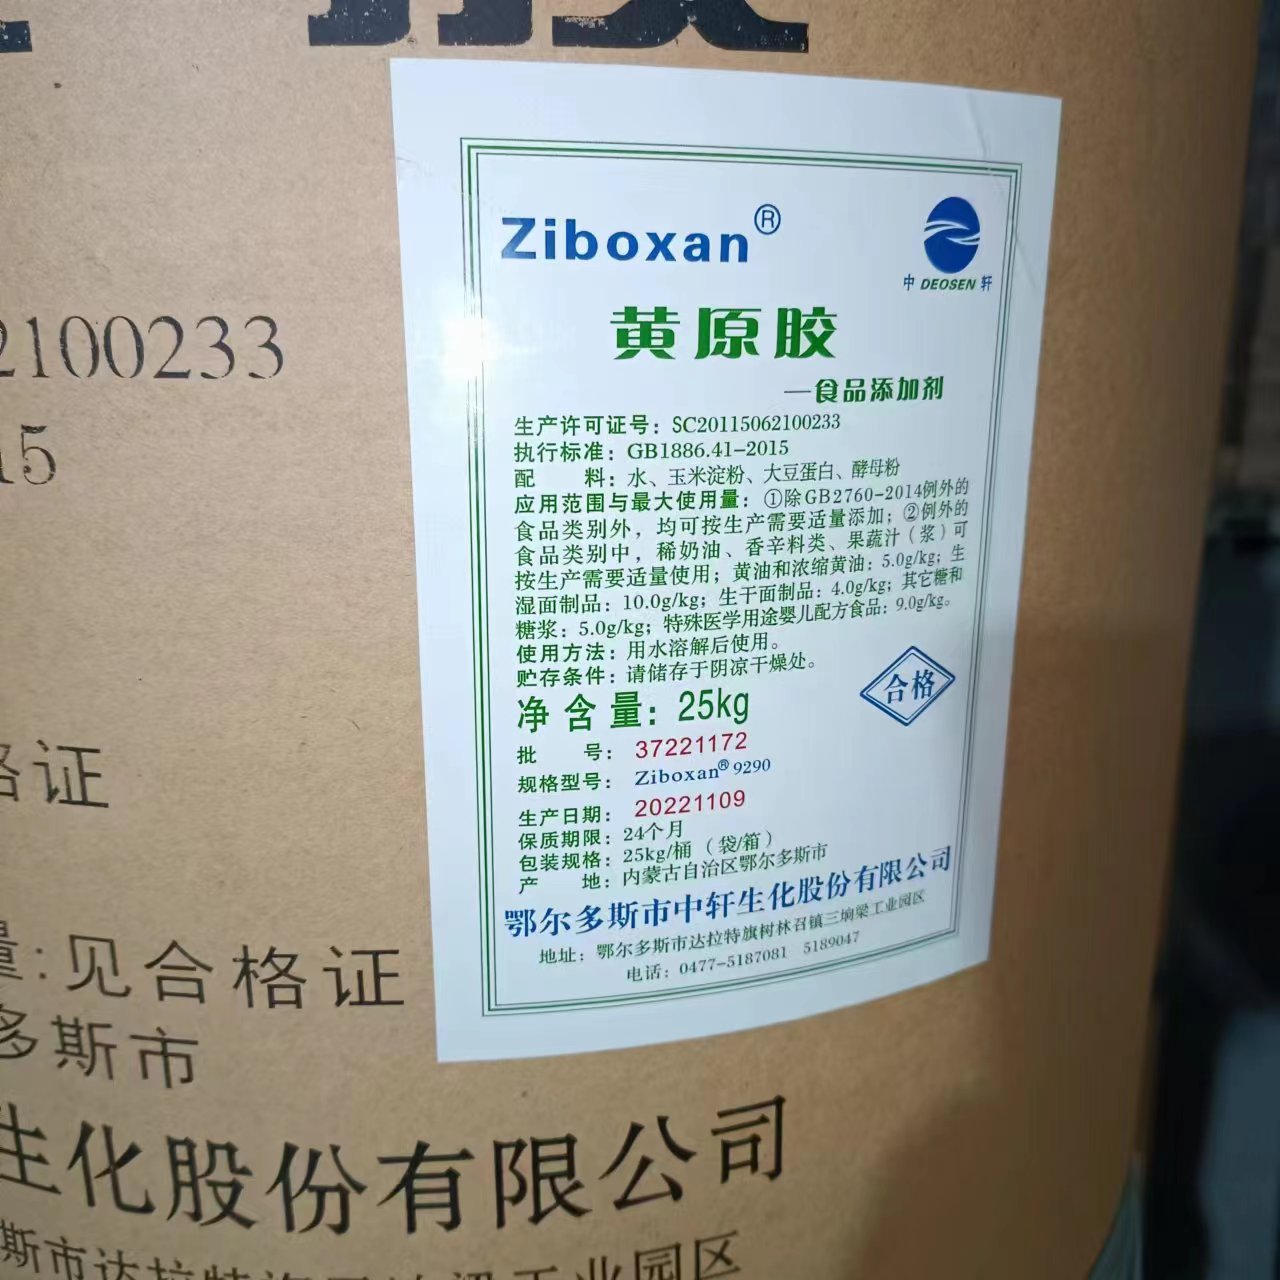 胶
2100233
15
格证
量:见合格证
多斯市
生化股份有限公司
斯市达拉特旗
工业园区
Ziboxan®
中 DEOSEN 轩
黄原胶
—食品添加剂
生产许可证号：SC20115062100233
执行标准：GB1886.41-2015
配 料：水、玉米淀粉、大豆蛋白、酵母粉
应用范围与最大使用量：①除GB2760-2014例外的
食品类别外，均可按生产需要适量添加；②例外的
食品类别中，稀奶油、香辛料类、果蔬汁（浆）可
按生产需要适量使用；黄油和浓缩黄油：5.0g/kg；生
湿面制品：10.0g/kg；生干面制品：4.0g/kg；其它糖和
糖浆：5.0g/kg；特殊医学用途婴儿配方食品：9.0g/kg。
使用方法：用水溶解后使用。
贮存条件：请储存于阴凉干燥处。
净含量：25kg
合格
批 号：37221172
规格型号：Ziboxan®9290
生产日期：20221109
保质期限：24个月
包装规格：25kg/桶（袋/箱）
产 地：内蒙古自治区鄂尔多斯市
鄂尔多斯市中轩生化股份有限公司
地址：鄂尔多斯市达拉特旗树林召镇三垧梁工业园区
电话：0477-5187081 5189047